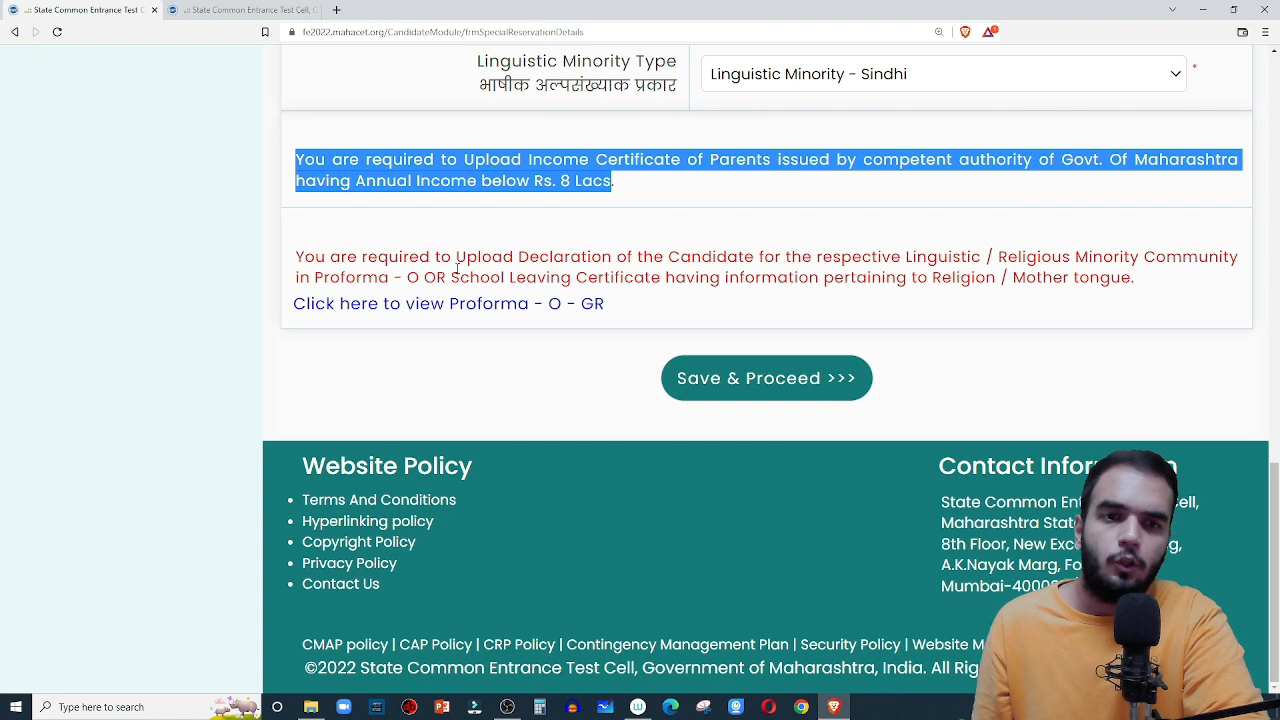 .:: State Common Entrance Test C
.:: State Common Entrance Test Cell, G
fe2022.mahacet.org/CandidateModule/frmSpecialReservationDetails
Linguistic Minority Type
भाषीक अल्पसंख्याक प्रकार
Linguistic Minority - Sindhi
*
You are required to Upload Income Certificate of Parents issued by competent authority of Govt. Of Maharashtra
having Annual Income below Rs. 8 Lacs.
You are required to Upload Declaration of the Candidate for the respective Linguistic / Religious Minority Community
in Proforma - O OR School Leaving Certificate having information pertaining to Religion / Mother tongue.
Click here to view Proforma - O - GR
Save & Proceed >>>
Website Policy
• Terms And Conditions
• Hyperlinking policy
• Copyright Policy
• Privacy Policy
• Contact Us
Contact Infor n
State Common Ent Cell,
Maharashtra Stat
8th Floor, New Exc g,
A.K.Nayak Marg, Fo
Mumbai-4000
CMAP policy | CAP Policy | CRP Policy | Contingency Management Plan | Security Policy | Website M
©2022 State Common Entrance Test Cell, Government of Maharashtra, India. All Rig
Type here to search